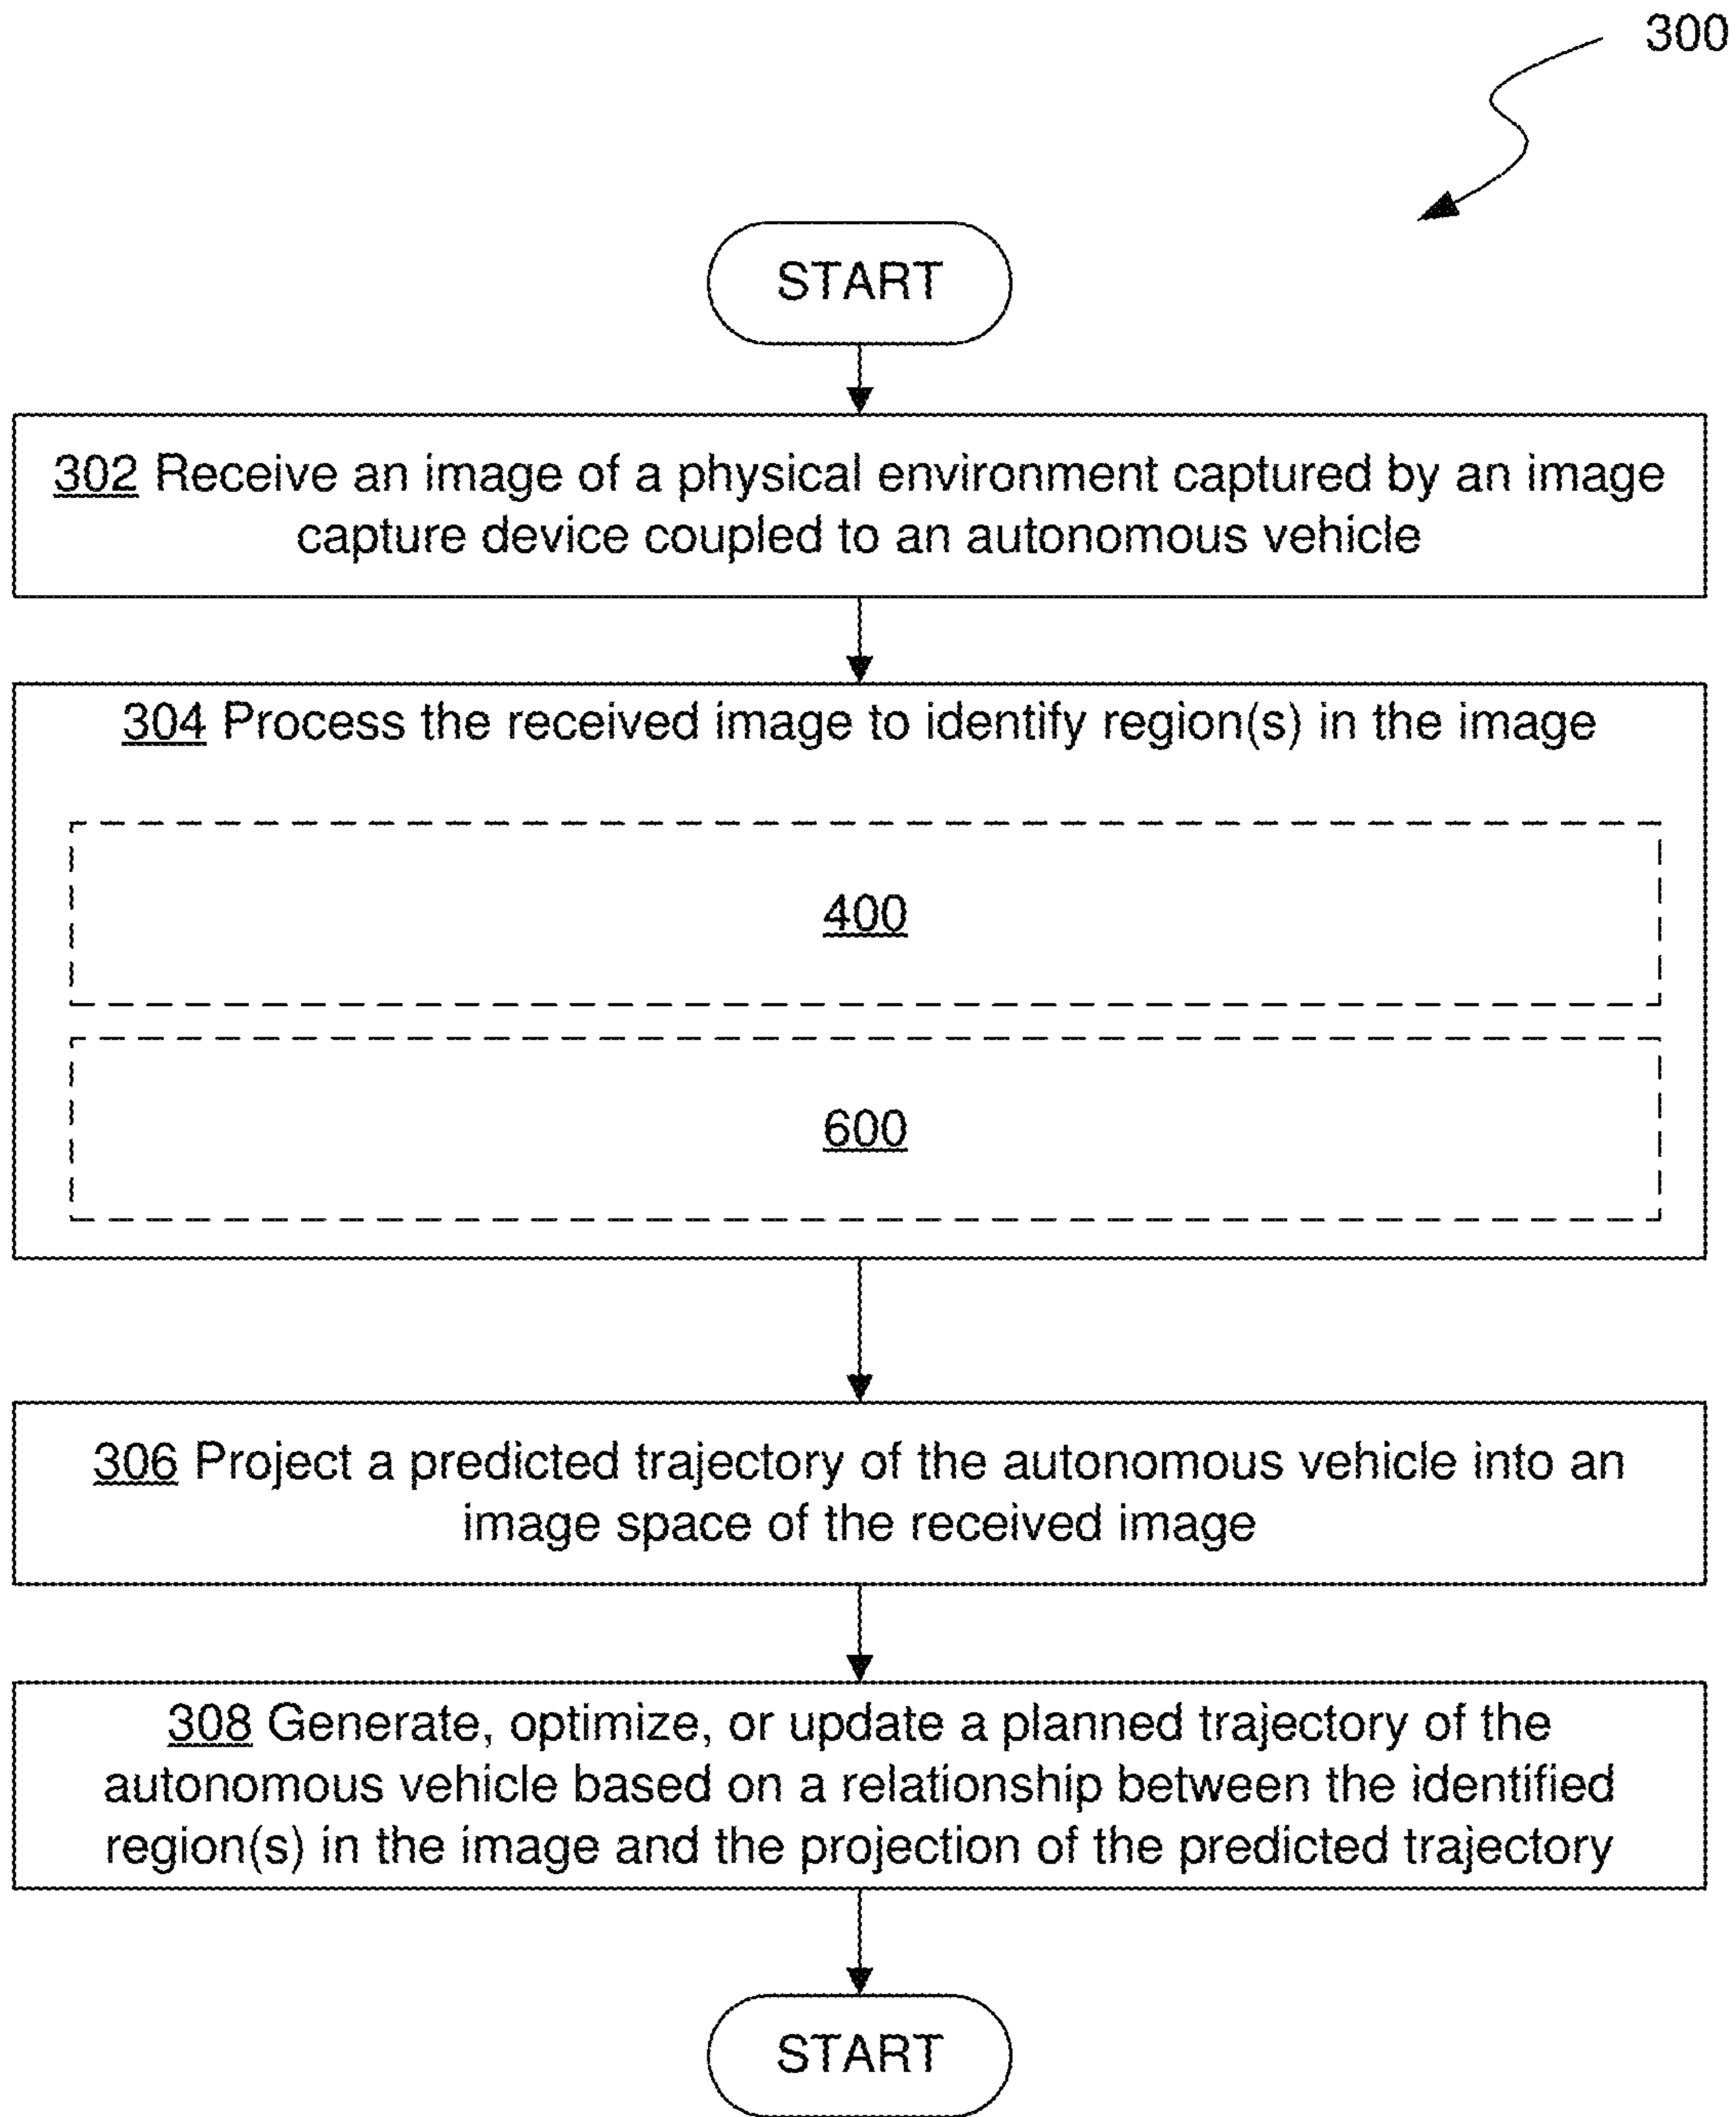 300
START
302 Receive an image of a physical environment captured by an image
capture device coupled to an autonomous vehicle
304 Process the received image to identify region(s) in the image
400
600
306 Project a predicted trajectory of the autonomous vehicle into an
image space of the received image
308 Generate, optimize, or update a planned trajectory of the
autonomous vehicle based on a relationship between the identified
region(s) in the image and the projection of the predicted trajectory
START